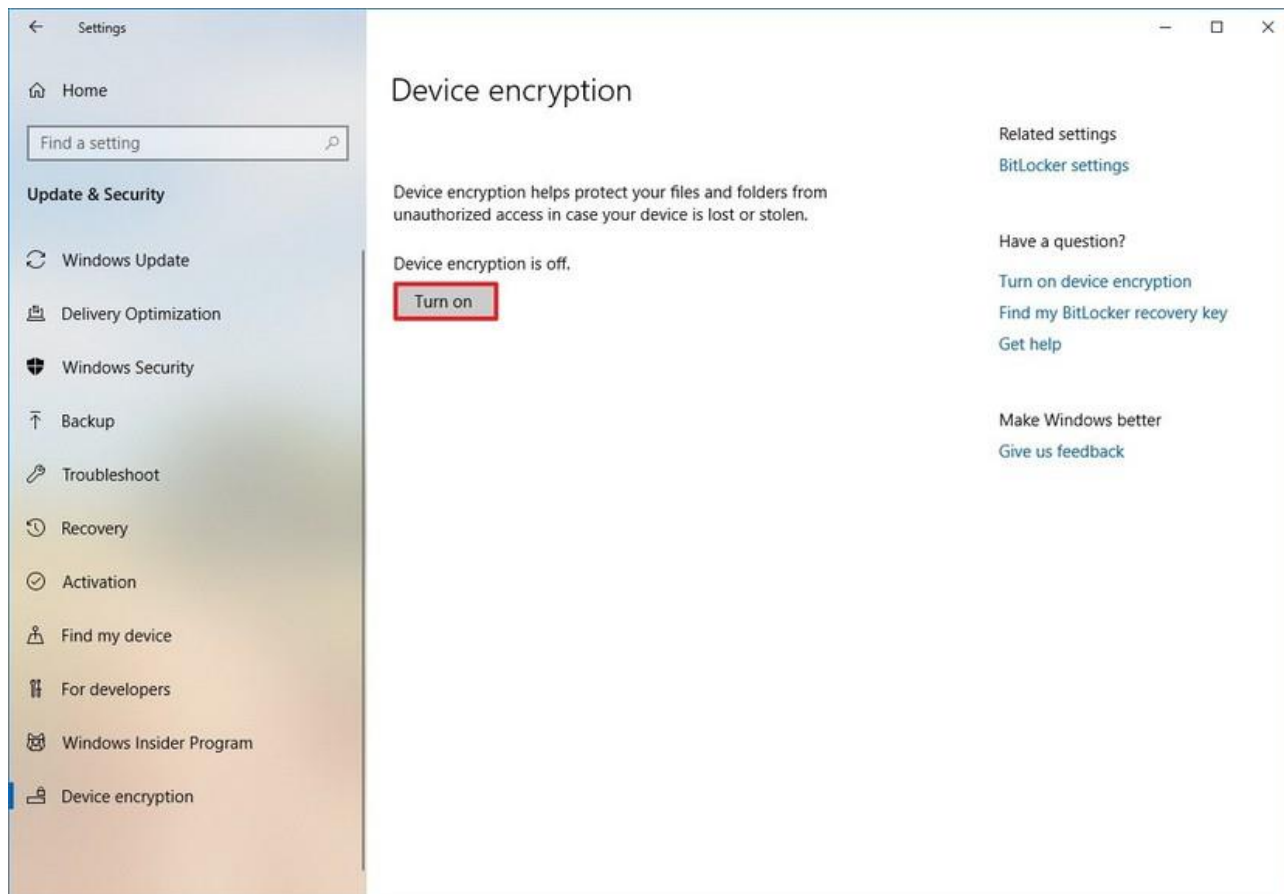 Settings
Home
Find a setting
Update & Security
Windows Update
Delivery Optimization
Windows Security
Backup
Troubleshoot
Recovery
Activation
Find my device
For developers
Windows Insider Program
Device encryption
Device encryption
Device encryption helps protect your files and folders from
unauthorized access in case your device is lost or stolen.
Device encryption is off.
Turn on
Related settings
BitLocker settings
Have a question?
Turn on device encryption
Find my BitLocker recovery key
Get help
Make Windows better
Give us feedback